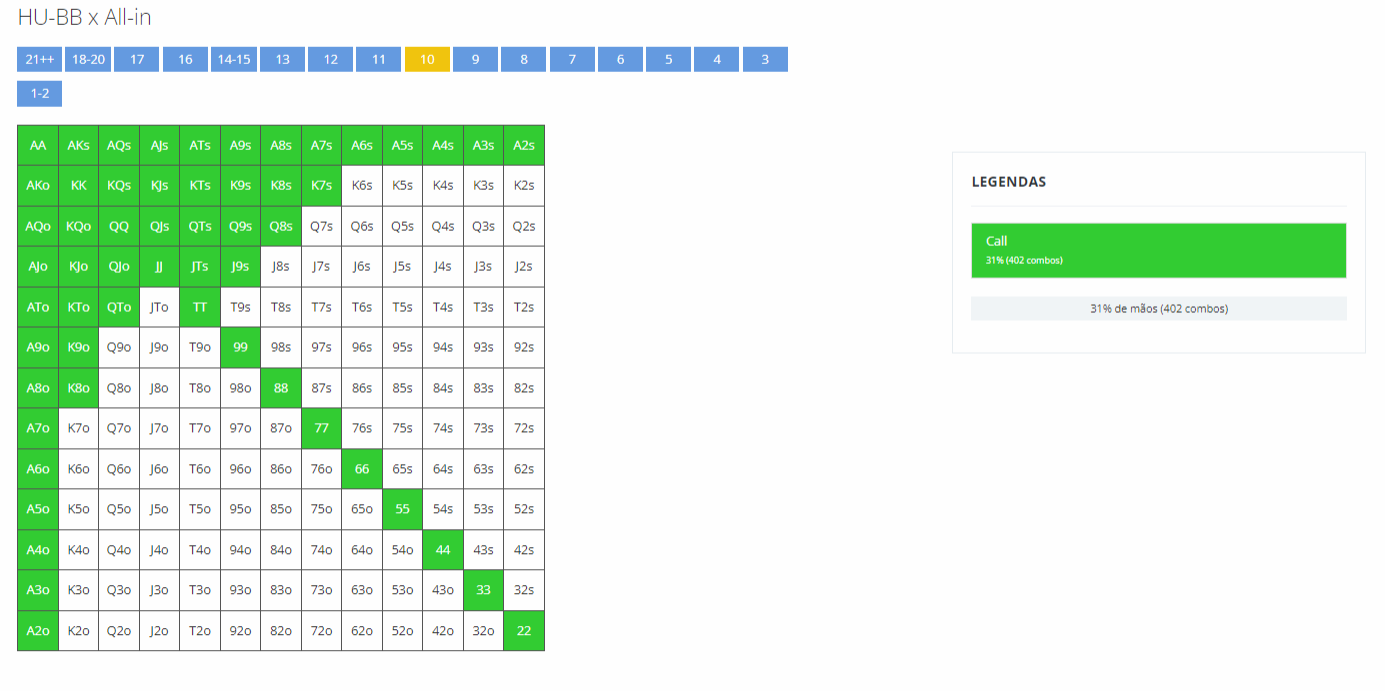 HU-BB x All-in
21++ 18-20 17 16 14-15 13 12 11 10 9 8 7 6 5 4 3
1-2
AA AKs AQs AJs ATs A9s A8s A7s A6s A5s A4s A3s A2s
AKo KK KQs KJs KTs K9s K8s K7s K6s K5s K4s K3s K2s
AQo KQo QQ QJs QTs Q9s Q8s Q7s Q6s Q5s Q4s Q3s Q2s
AJo KJo QJo JJ JTs J9s J8s J7s J6s J5s J4s J3s J2s
ATo KTo QTo JTo TT T9s T8s T7s T6s T5s T4s T3s T2s
A9o K9o Q9o J9o T9o 99 98s 97s 96s 95s 94s 93s 92s
A8o K8o Q8o J8o T8o 98o 88 87s 86s 85s 84s 83s 82s
A7o K7o Q7o J7o T7o 97o 87o 77 76s 75s 74s 73s 72s
A6o K6o Q6o J6o T6o 96o 86o 76o 66 65s 64s 63s 62s
A5o K5o Q5o J5o T5o 95o 85o 75o 65o 55 54s 53s 52s
A4o K4o Q4o J4o T4o 94o 84o 74o 64o 54o 44 43s 42s
A3o K3o Q3o J3o T3o 93o 83o 73o 63o 53o 43o 33 32s
A2o K2o Q2o J2o T2o 92o 82o 72o 62o 52o 42o 32o 22
LEGENDAS
Call
31% (402 combos)
31% de mãos (402 combos)